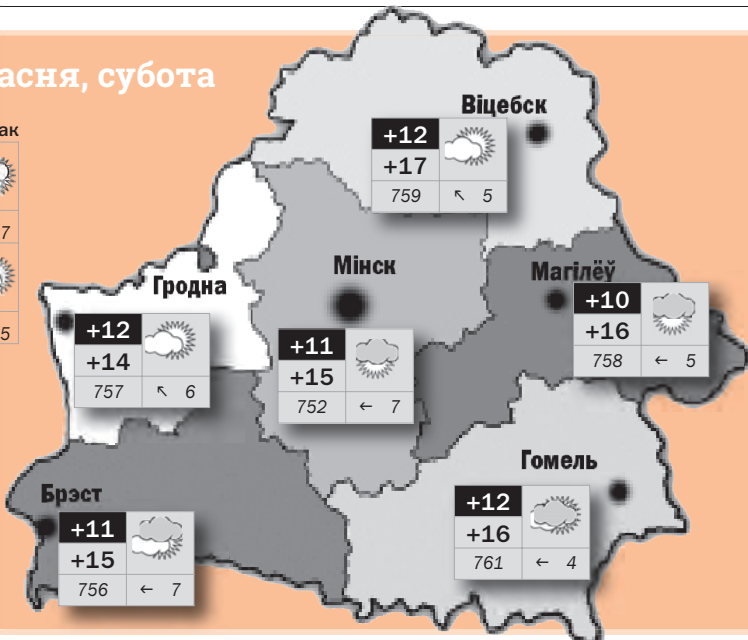 асня, субота
ак
7
5
Віцебск
+12
+17
759 ↖ 5
Мінск
+11
+15
752 ← 7
Магілёў
+10
+16
758 ← 5
Гродна
+12
+14
757 ↖ 6
Гомель
+12
+16
761 ← 4
Брэст
+11
+15
756 ← 7